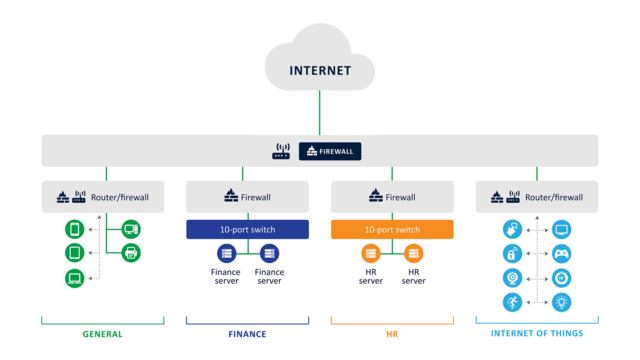 INTERNET
FIREWALL
Router/firewall
Firewall
Firewall
Router/firewall
10-port switch
10-port switch
Finance
server
Finance
server
HR
server
HR
server
GENERAL
FINANCE
HR
INTERNET OF THINGS